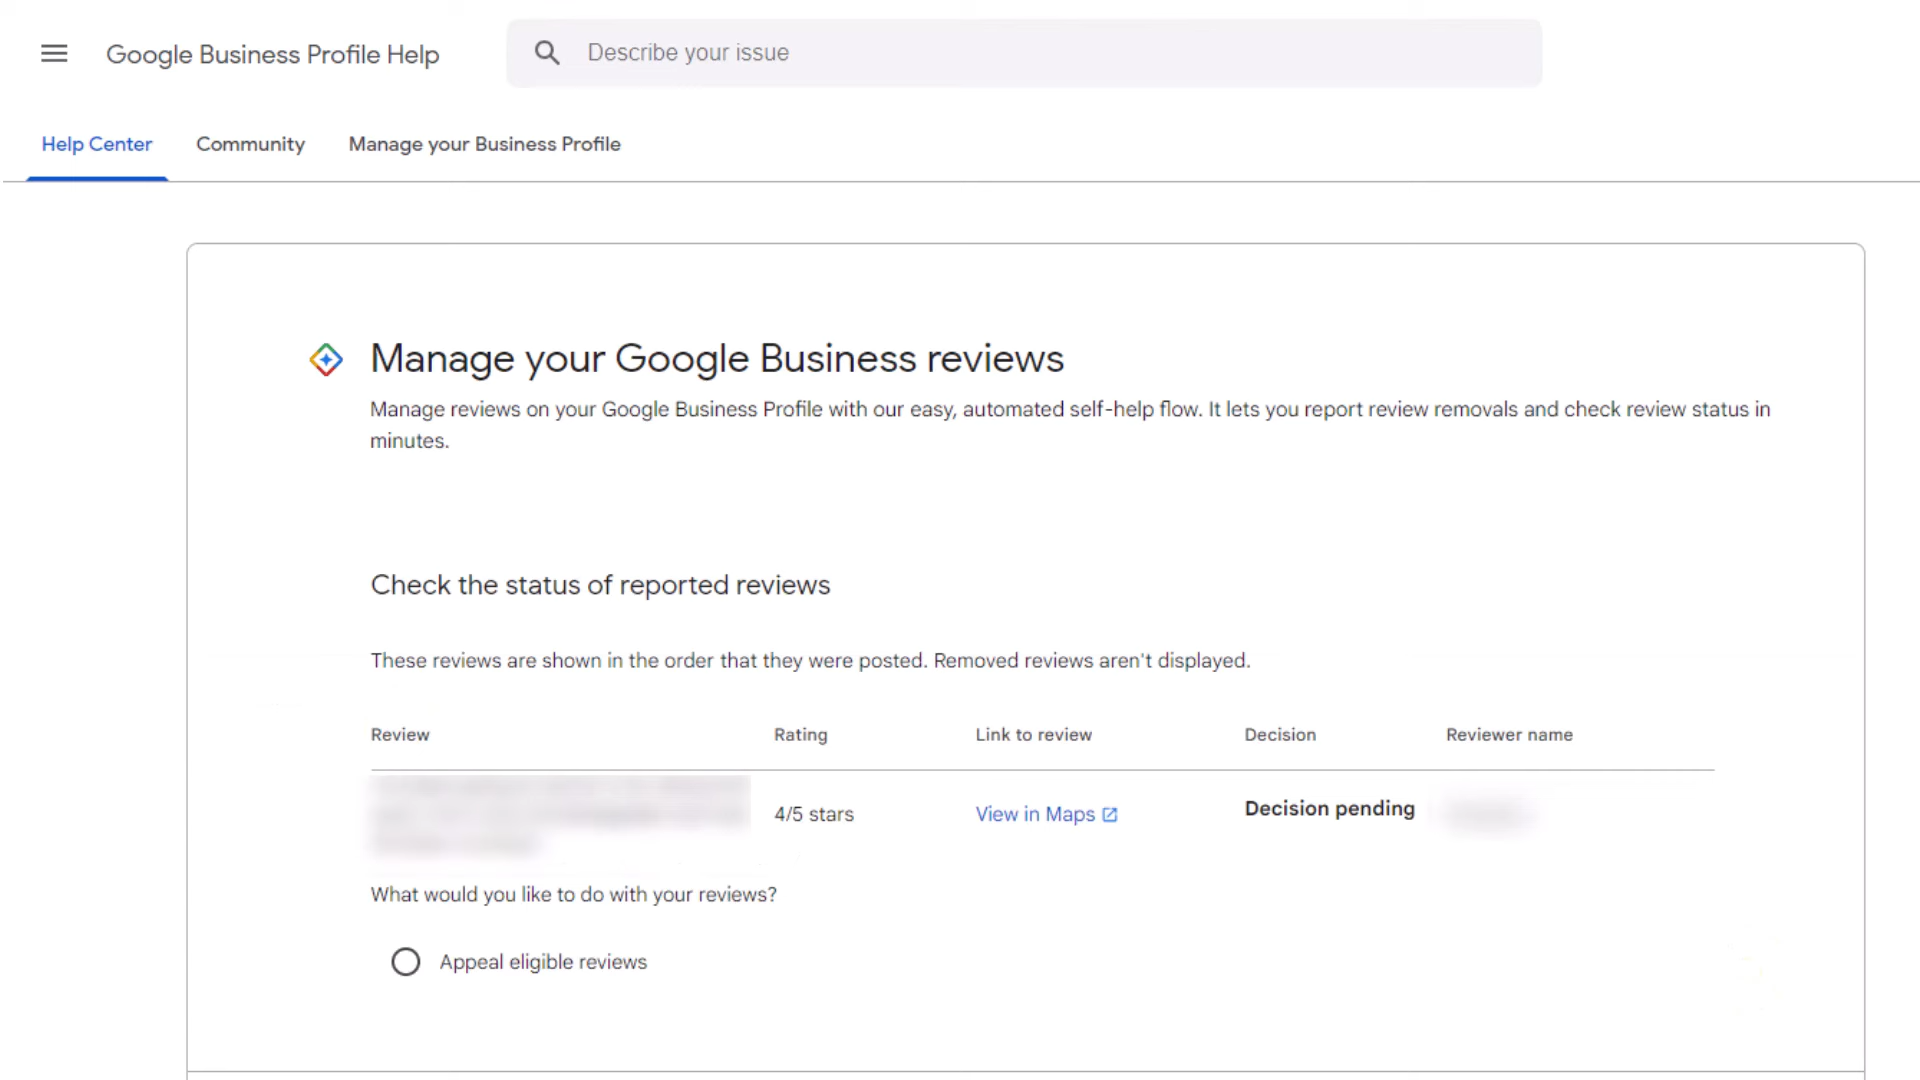 Google Business Profile Help
Describe your issue
Help Center
Community
Manage your Business Profile
Manage your Google Business reviews
Manage reviews on your Google Business Profile with our easy, automated self-help flow. It lets you report review removals and check review status in
minutes.
Check the status of reported reviews
These reviews are shown in the order that they were posted. Removed reviews aren't displayed.
Review
Rating
Link to review
Decision
Reviewer name
4/5 stars
View in Maps
Decision pending
What would you like to do with your reviews?
Appeal eligible reviews